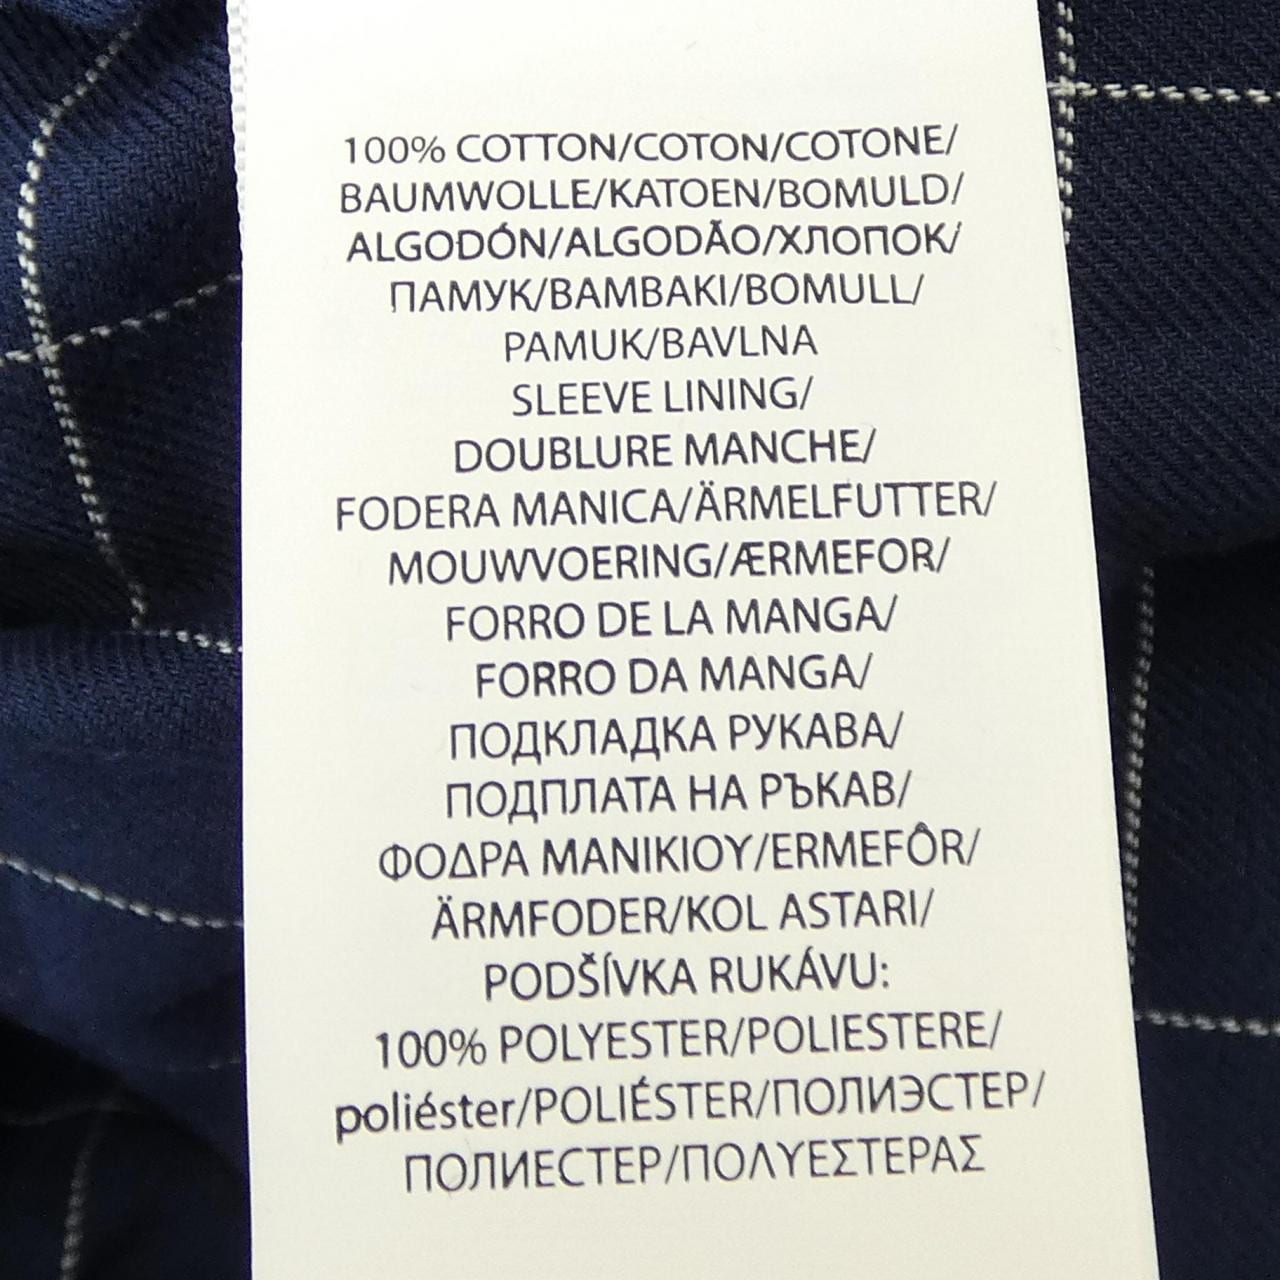 100% COTTON/COTON/COTONE/
BAUMWOLLE/KATOEN/BOMULD/
ALGODÓN/ALGODÃO/ХЛОПОК/
ПАМУК/BAMBAKI/BOMULL/
PAMUK/BAVLNA
SLEEVE LINING/
DOUBLURE MANCHE/
FODERA MANICA/ÄRMELFUTTER/
MOUWVOERING/ÆRMEFOR/
FORRO DE LA MANGA/
FORRO DA MANGA/
ПОДКЛАДКА РУКАВА/
ПОДПЛАТА НА РЪКАВ/
ΦΟΔΡΑ ΜΑΝΙΚΙΟΥ/ERMEFÔR/
ÄRMFODER/KOL ASTARI/
PODŠÍVKA RUKÁVU:
100% POLYESTER/POLIESTERE/
poliéster/POLIÉSTER/ПОЛИЭСТЕР/
ПОЛИЕСТЕР/ΠΟΛΥΕΣΤΕΡΑΣ